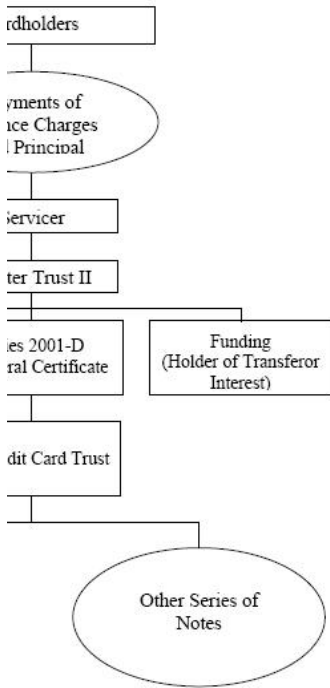 rdholders
yments of
nce Charges
l Principal
Servicer
ter Trust II
ies 2001-D
eral Certificate
Funding
(Holder of Transferor
Interest)
dit Card Trust
Other Series of
Notes